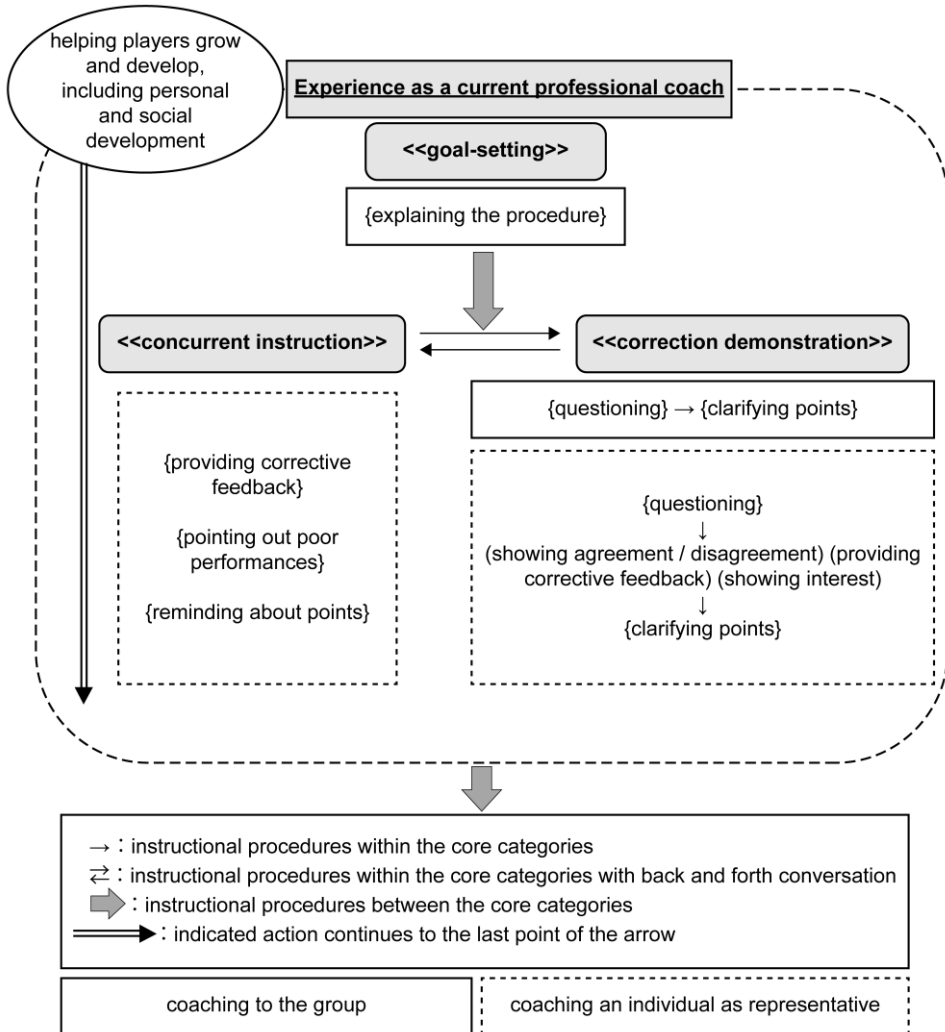 helping players grow
and develop,
including personal
and social
development
Experience as a current professional coach
<<goal-setting>>
{explaining the procedure}
<<concurrent instruction>>
<<correction demonstration>>
{providing corrective
feedback}
{pointing out poor
performances}
{reminding about points}
{questioning} → {clarifying points}
{questioning}
↓
(showing agreement / disagreement) (providing
corrective feedback) (showing interest)
↓
{clarifying points}
→ : instructional procedures within the core categories
⇄ : instructional procedures within the core categories with back and forth conversation
: instructional procedures between the core categories
: indicated action continues to the last point of the arrow
coaching to the group
coaching an individual as representative